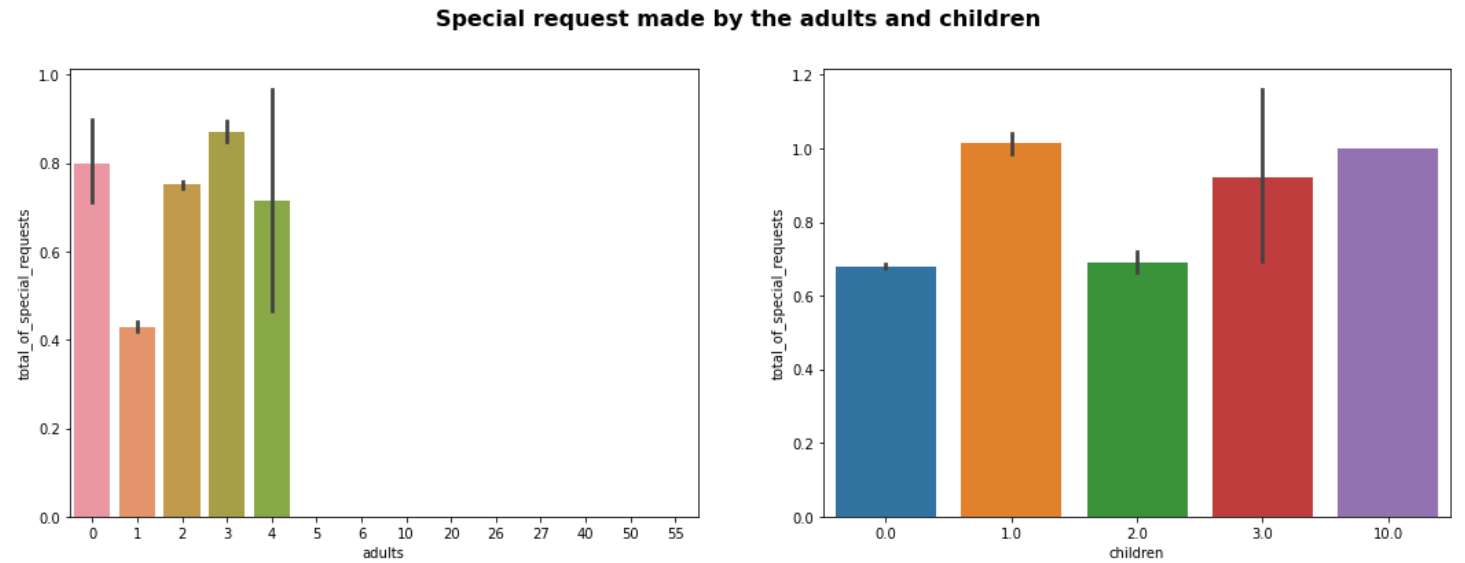 Special request made by the adults and children
1.0
0.8
0.6
0.4
0.2
0.0
total_of_special_requests
0 1 2 3 4 5 6 10 20 26 27 40 50 55
adults
1.2
1.0
0.8
0.6
0.4
0.2
0.0
total_of_special_requests
0.0 1.0 2.0 3.0 10.0
children